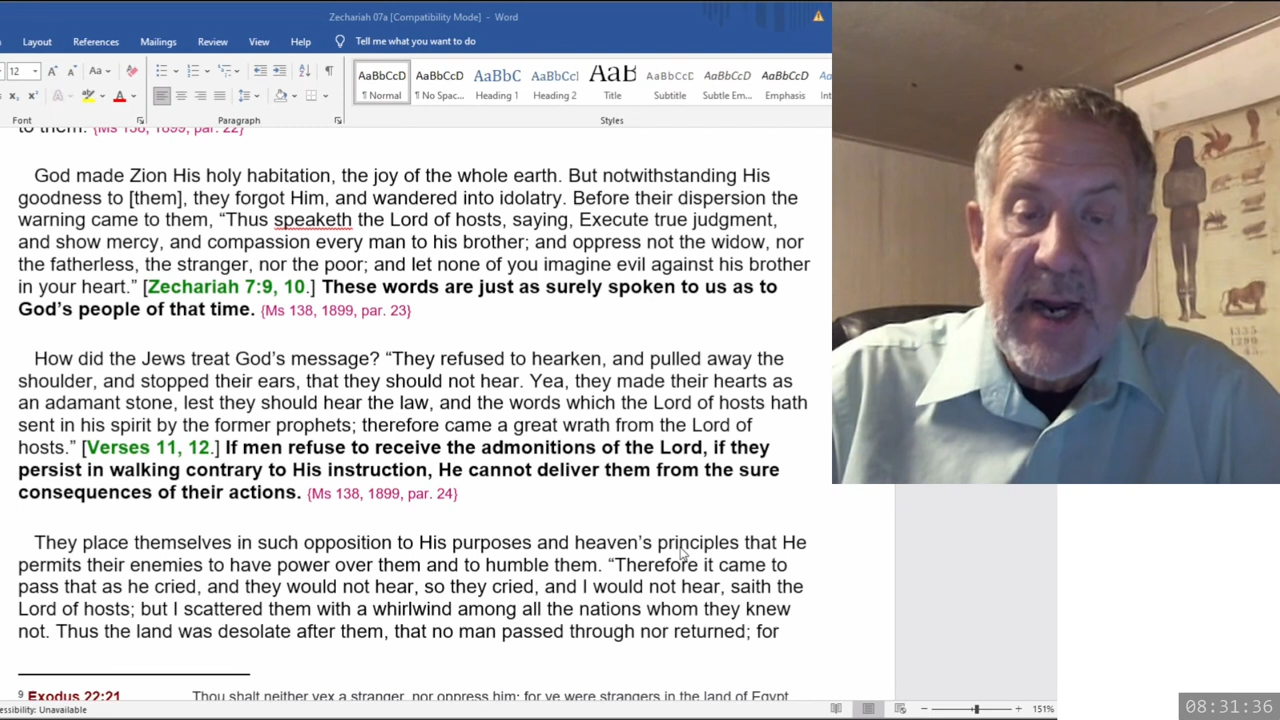 Zechariah 07a [Compatibility Mode] - Word
Layout References Mailings Review View Help Tell me what you want to do
12 Aa
AaBbCcD AaBbCcD AaBbC AaBbCcI AaB AaBbCcD AaBbCcD AaBbCcD
¶ Normal ¶ No Spac... Heading 1 Heading 2 Title Subtitle Subtle Em... Emphasis
Font Paragraph Styles
to them. {Ms 138, 1899, par. 22}
God made Zion His holy habitation, the joy of the whole earth. But notwithstanding His
goodness to [them], they forgot Him, and wandered into idolatry. Before their dispersion the
warning came to them, “Thus speaketh the Lord of hosts, saying, Execute true judgment,
and show mercy, and compassion every man to his brother; and oppress not the widow, nor
the fatherless, the stranger, nor the poor; and let none of you imagine evil against his brother
in your heart.” [Zechariah 7:9, 10.] These words are just as surely spoken to us as to
God’s people of that time. {Ms 138, 1899, par. 23}
How did the Jews treat God’s message? “They refused to hearken, and pulled away the
shoulder, and stopped their ears, that they should not hear. Yea, they made their hearts as
an adamant stone, lest they should hear the law, and the words which the Lord of hosts hath
sent in his spirit by the former prophets; therefore came a great wrath from the Lord of
hosts.” [Verses 11, 12.] If men refuse to receive the admonitions of the Lord, if they
persist in walking contrary to His instruction, He cannot deliver them from the sure
consequences of their actions. {Ms 138, 1899, par. 24}
They place themselves in such opposition to His purposes and heaven’s principles that He
permits their enemies to have power over them and to humble them. “Therefore it came to
pass that as he cried, and they would not hear, so they cried, and I would not hear, saith the
Lord of hosts; but I scattered them with a whirlwind among all the nations whom they knew
not. Thus the land was desolate after them, that no man passed through nor returned; for
9 Exodus 22:21 Thou shalt neither vex a stranger, nor oppress him: for ye were strangers in the land of Egypt
essibility: Unavailable 151%
1335
1290
08:31:36